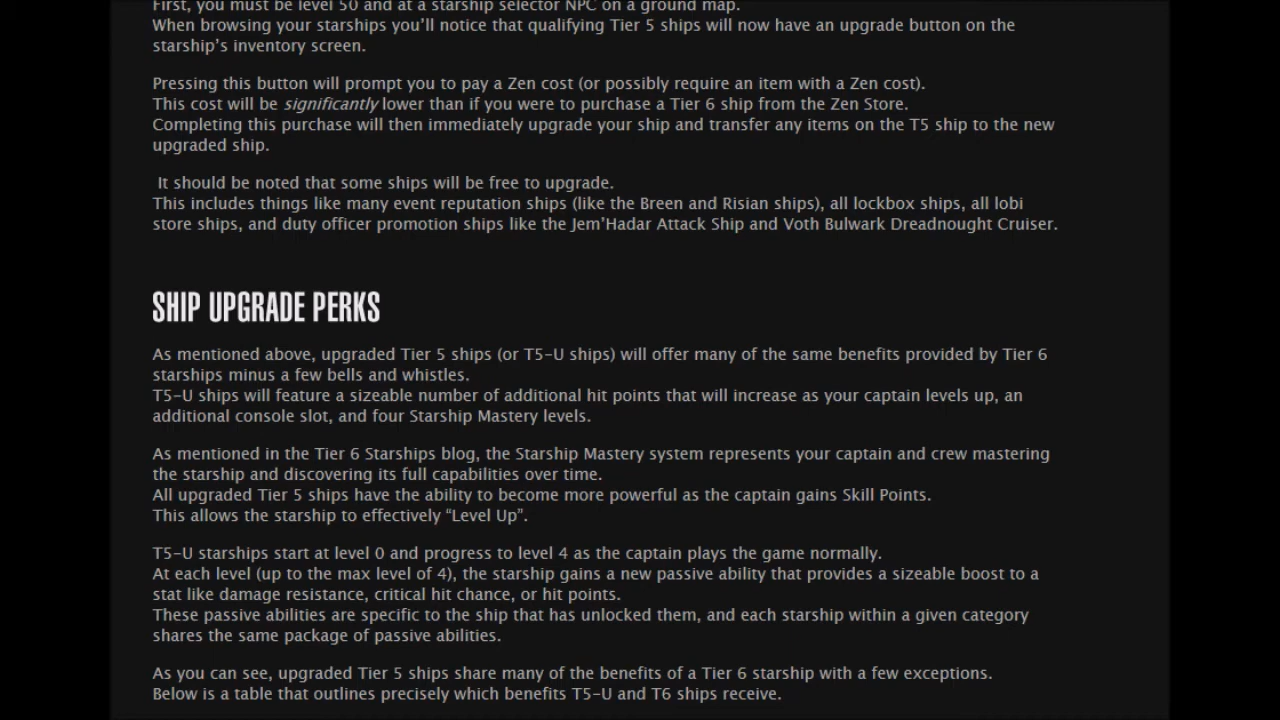 First, you must be level 50 and at a starship selector NPC on a ground map.
When browsing your starships you'll notice that qualifying Tier 5 ships will now have an upgrade button on the
starship's inventory screen.
Pressing this button will prompt you to pay a Zen cost (or possibly require an item with a Zen cost).
This cost will be significantly lower than if you were to purchase a Tier 6 ship from the Zen Store.
Completing this purchase will then immediately upgrade your ship and transfer any items on the T5 ship to the new
upgraded ship.
It should be noted that some ships will be free to upgrade.
This includes things like many event reputation ships (like the Breen and Risian ships), all lockbox ships, all lobi
store ships, and duty officer promotion ships like the Jem'Hadar Attack Ship and Voth Bulwark Dreadnought Cruiser.
SHIP UPGRADE PERKS
As mentioned above, upgraded Tier 5 ships (or T5-U ships) will offer many of the same benefits provided by Tier 6
starships minus a few bells and whistles.
T5-U ships will feature a sizeable number of additional hit points that will increase as your captain levels up, an
additional console slot, and four Starship Mastery levels.
As mentioned in the Tier 6 Starships blog, the Starship Mastery system represents your captain and crew mastering
the starship and discovering its full capabilities over time.
All upgraded Tier 5 ships have the ability to become more powerful as the captain gains Skill Points.
This allows the starship to effectively “Level Up”.
T5-U starships start at level 0 and progress to level 4 as the captain plays the game normally.
At each level (up to the max level of 4), the starship gains a new passive ability that provides a sizeable boost to a
stat like damage resistance, critical hit chance, or hit points.
These passive abilities are specific to the ship that has unlocked them, and each starship within a given category
shares the same package of passive abilities.
As you can see, upgraded Tier 5 ships share many of the benefits of a Tier 6 starship with a few exceptions.
Below is a table that outlines precisely which benefits T5-U and T6 ships receive.